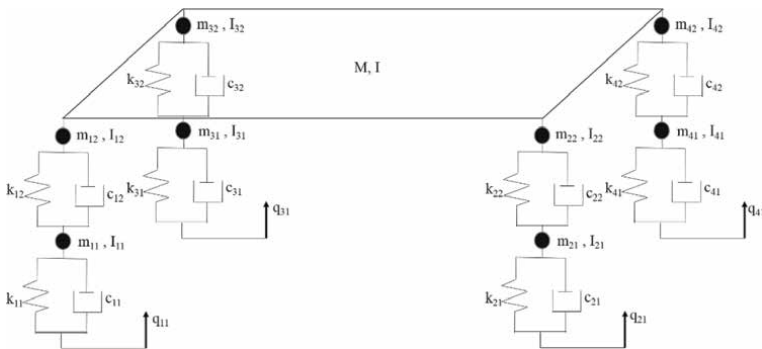 m₃₂ , I₃₂
m₄₂, I₄₂
M, I
k₃₂
c₃₂
k₄₂
c₄₂
m₁₂ , I₁₂
m₃₁ , I₃₁
m₂₂ , I₂₂
m₄₁ , I₄₁
k₁₂
c₁₂
k₃₁
c₃₁
q₃₁
k₂₂
c₂₂
k₄₁
c₄₁
q₄₁
m₁₁ , I₁₁
m₂₁ , I₂₁
k₁₁
c₁₁
q₁₁
k₂₁
c₂₁
q₂₁